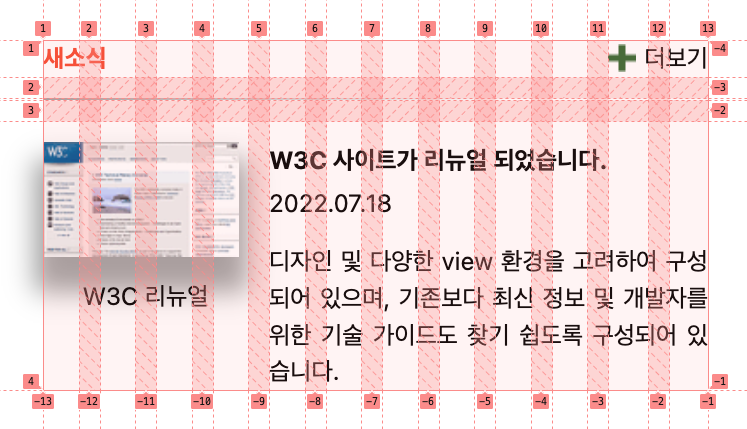 1 2 3 4 5 6 7 8 9 10 11 12 13
1 새소식 더보기 −4
2 −3
3 −2
W3C
W3C 사이트가 리뉴얼 되었습니다.
2022.07.18
디자인 및 다양한 view 환경을 고려하여 구성
되어 있으며, 기존보다 최신 정보 및 개발자를
위한 기술 가이드도 찾기 쉽도록 구성되어 있
습니다.
W3C 리뉴얼
4 −1
−13 −12 −11 −10 −9 −8 −7 −6 −5 −4 −3 −2 −1